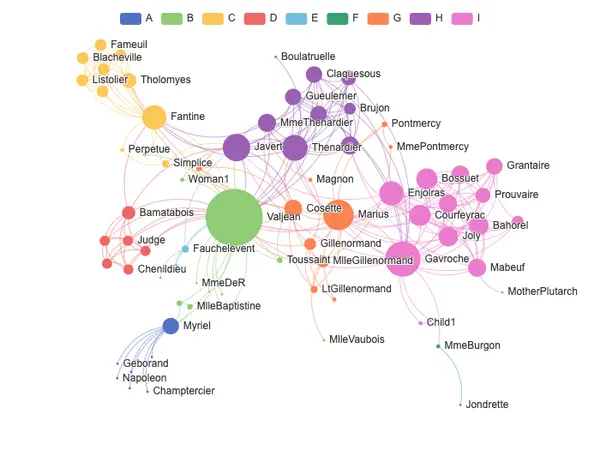 A B C D E F G H I
Fameuil
Boulatruelle
Blacheville
Claquesous
Listolier Tholomyes
Gueulemer
Brujon
Fantine
MmeThenardier
Pontmercy
Perpetue
Javert
Thenardier
MmePontmercy
Simplice
Grantaire
Woman1
Magnon
Bossuet
Enjolras
Prouvaire
Bamatabois
Valjean
Cosette
Marius
Courfeyrac
Bahorel
Judge
Fauchelevent
Gillenormand
Joly
Toussaint
MlleGillenormand
Gavroche
Chenildieu
Mabeuf
MmeDeR
LtGillenormand
MotherPlutarch
MlleBaptistine
Myriel
Child1
MlleVaubois
MmeBurgon
Geborand
Napoleon
Champtercier
Jondrette